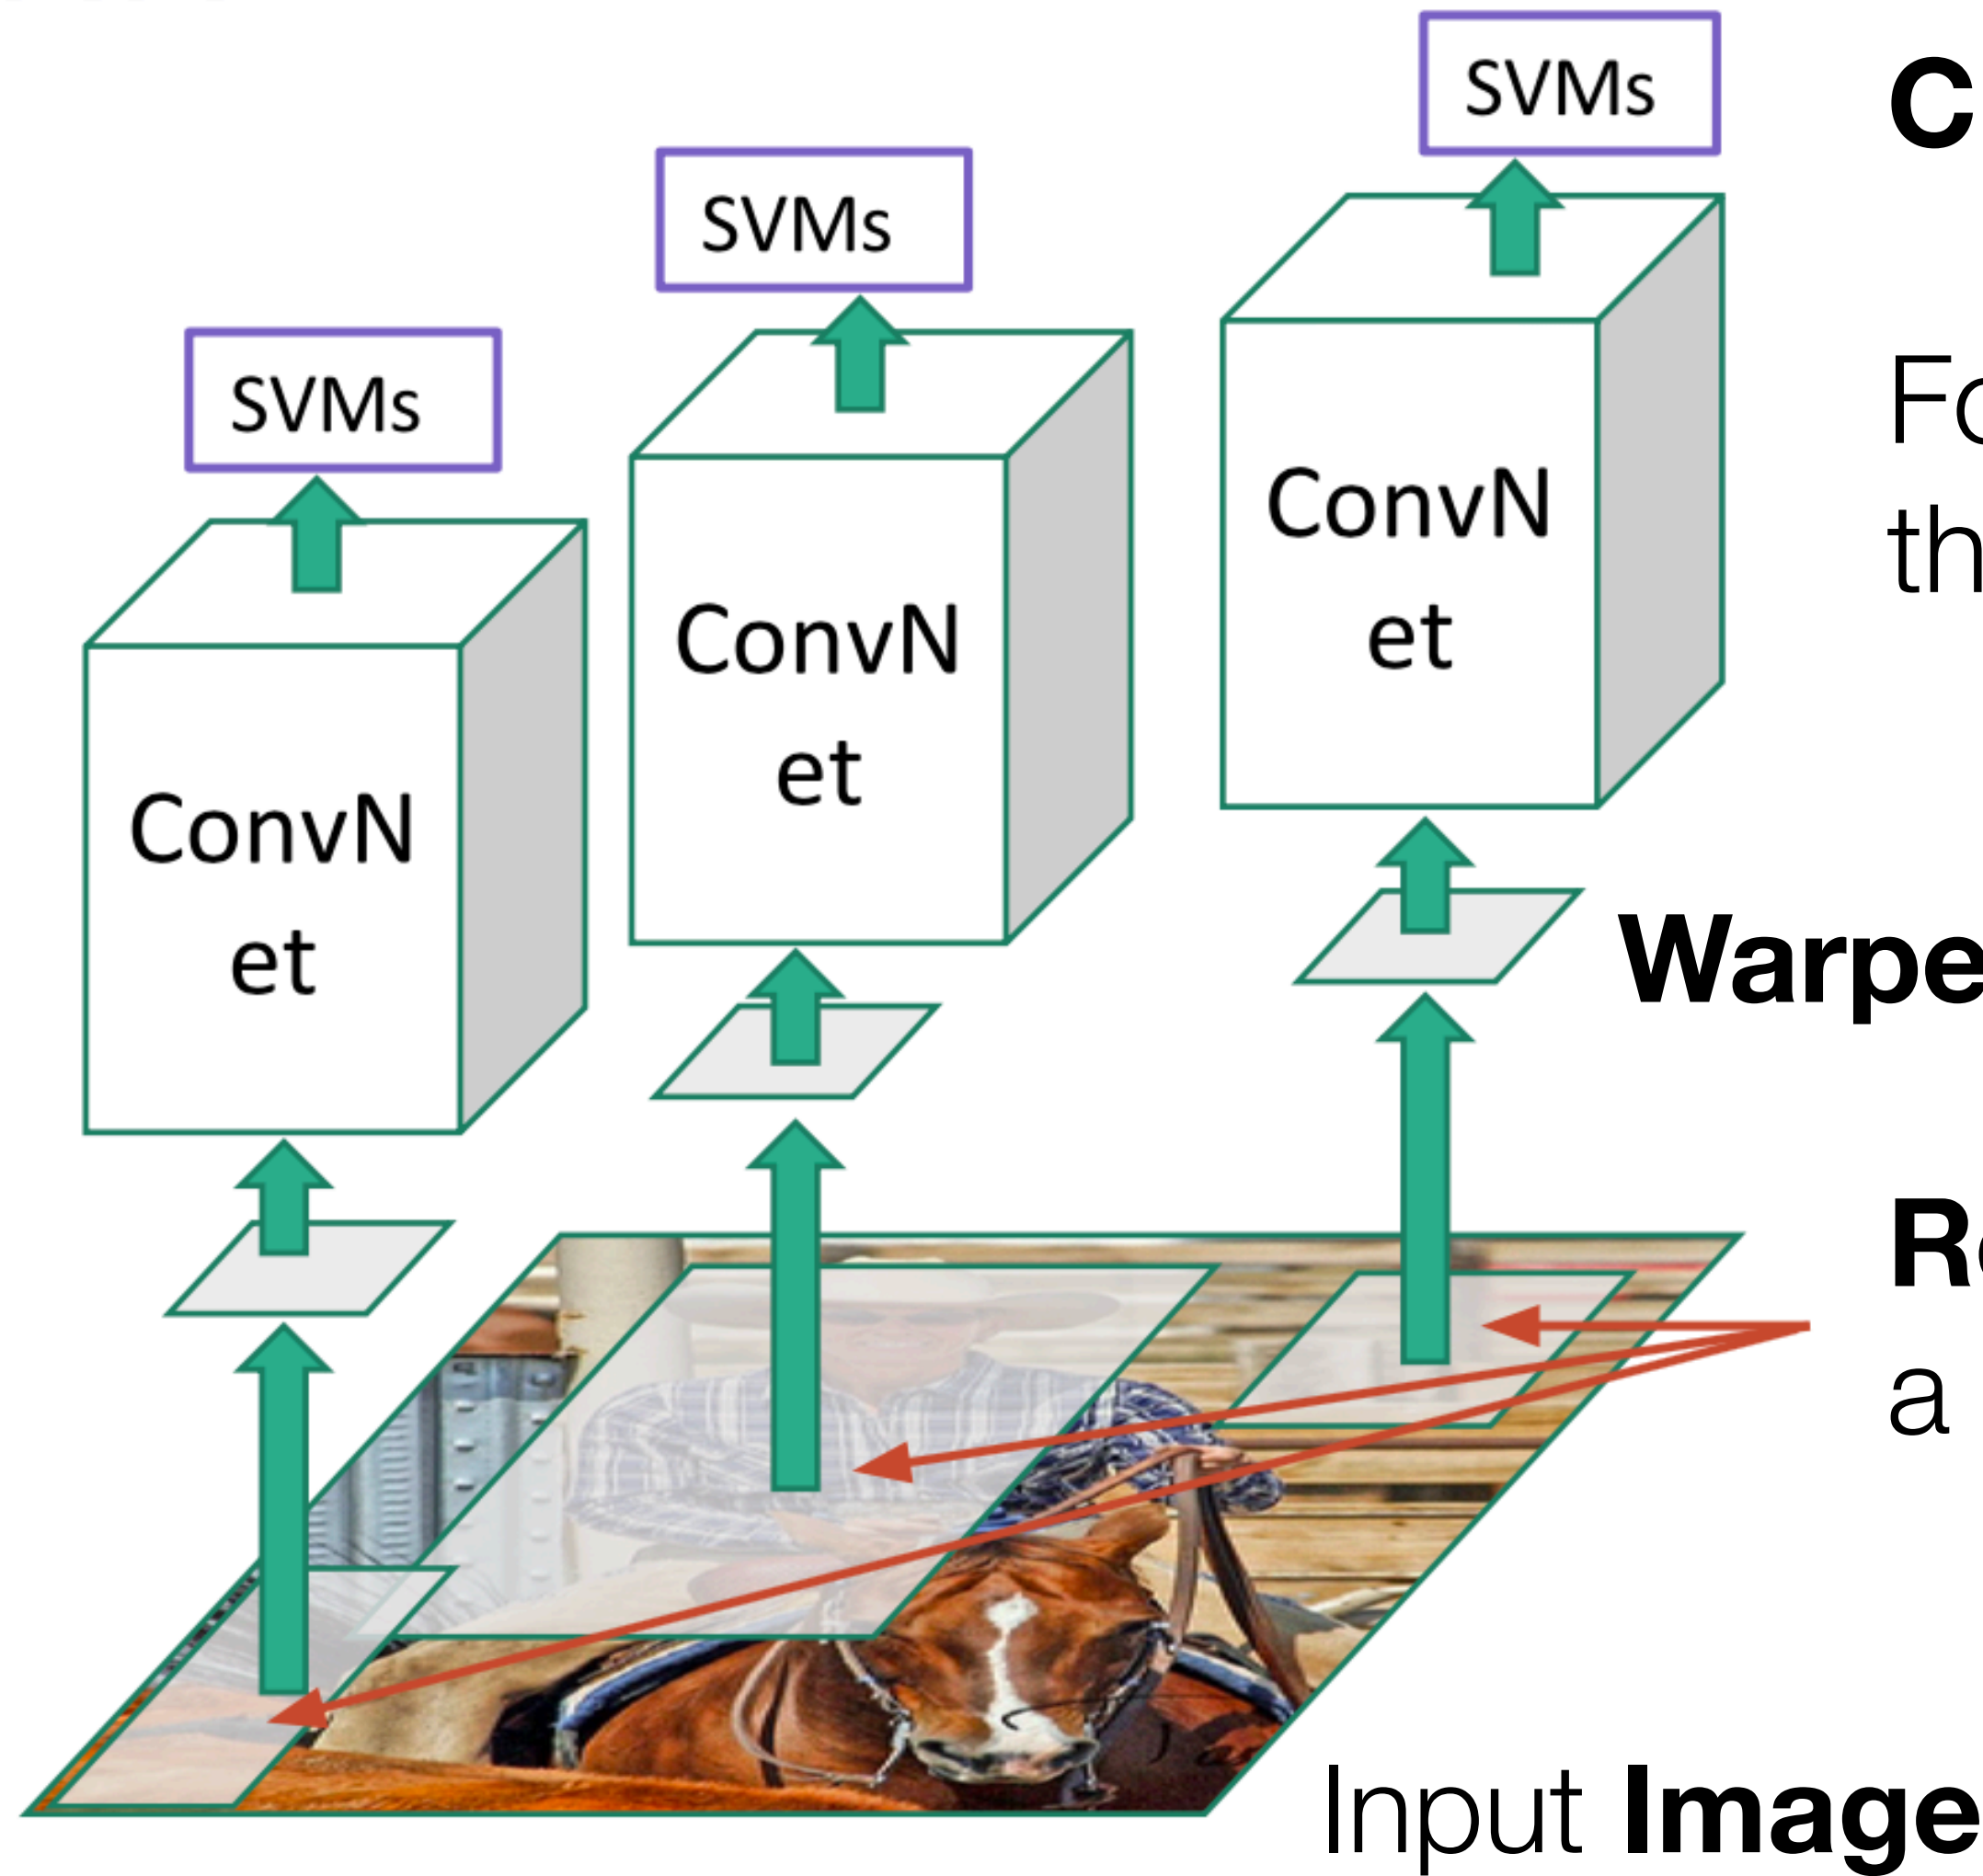 SVMs
C
SVMs
SVMs
Fo
th
ConvN
et
ConvN
et
ConvN
et
Warpe
R
a
Input Image